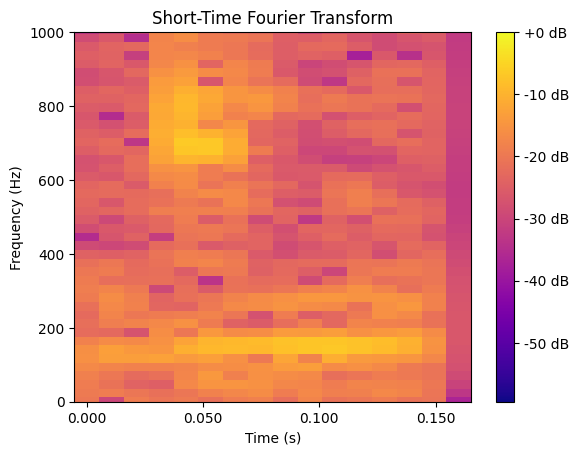 Short-Time Fourier Transform
1000
800
600
400
200
0
Frequency (Hz)
0.000
0.050
0.100
0.150
Time (s)
+0 dB
-10 dB
-20 dB
-30 dB
-40 dB
-50 dB